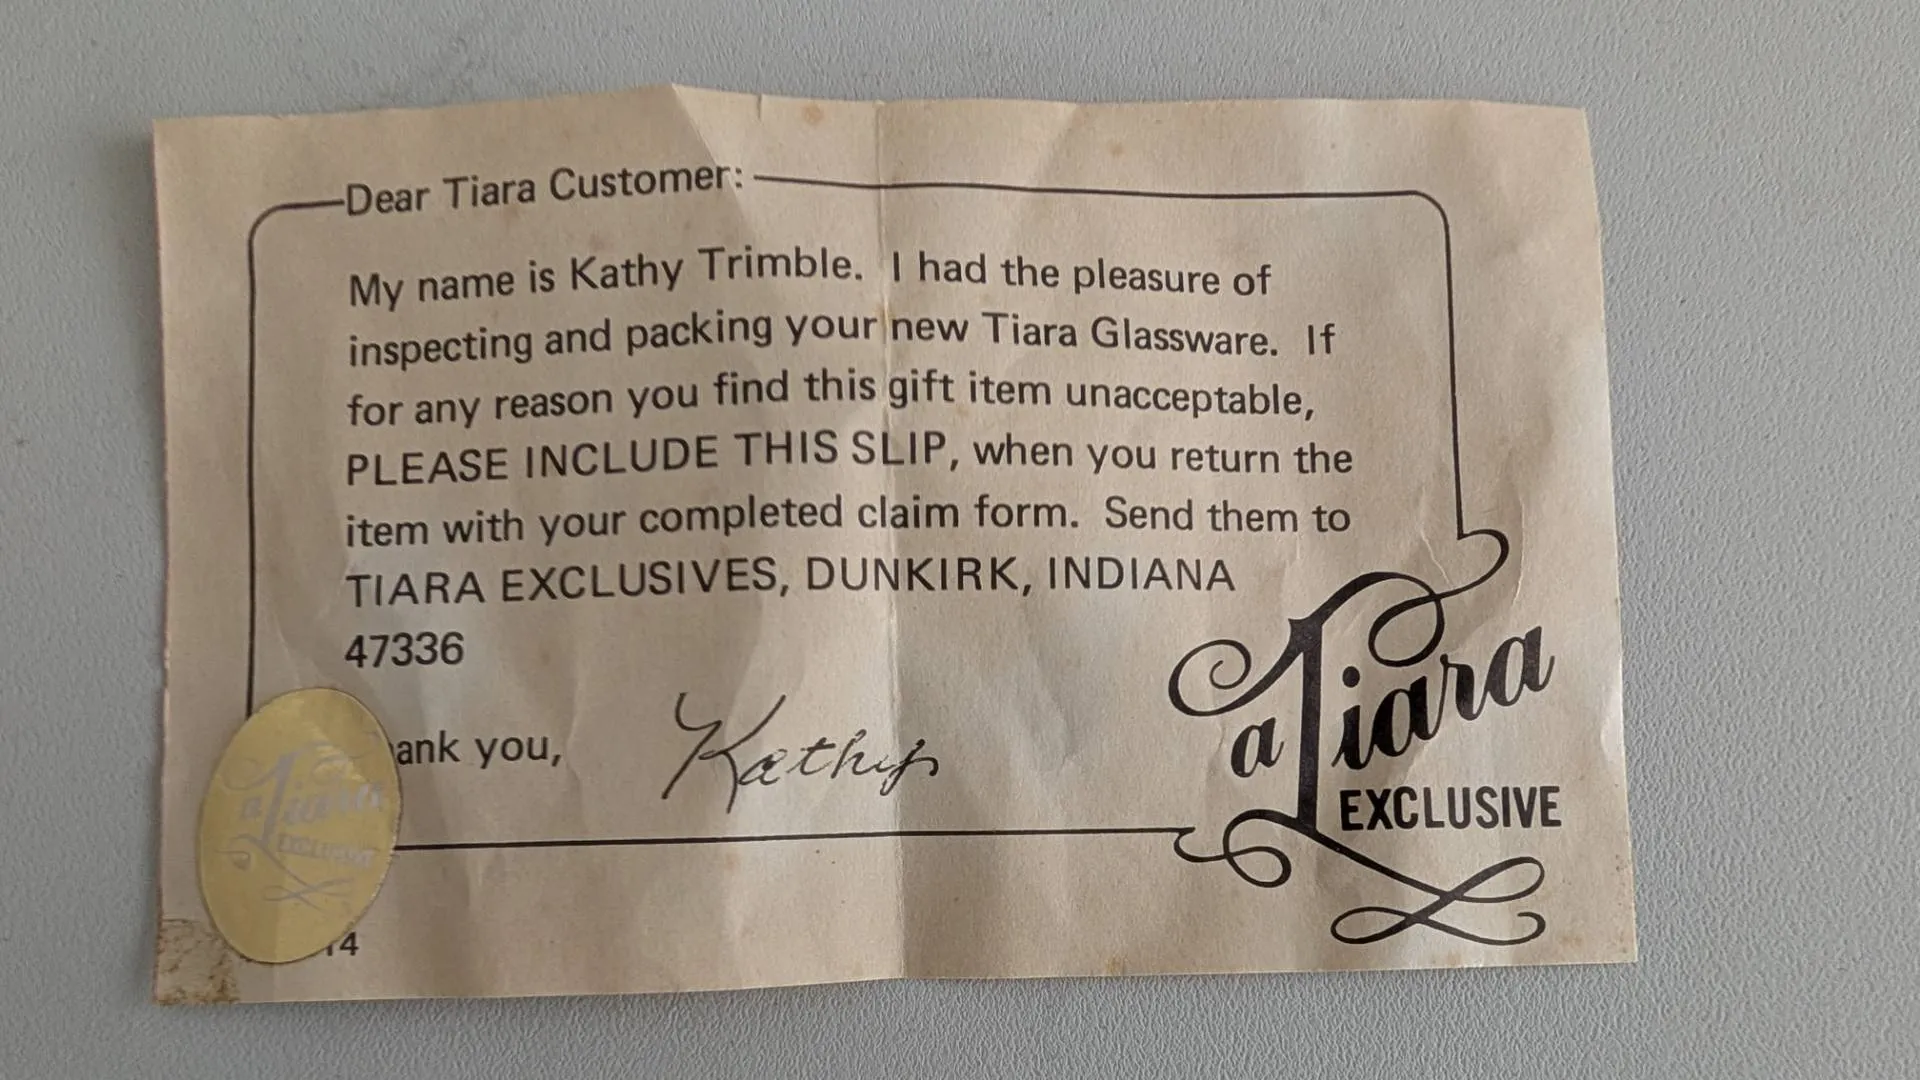 Dear Tiara Customer:
My name is Kathy Trimble. I had the pleasure of
inspecting and packing your new Tiara Glassware. If
for any reason you find this gift item unacceptable,
PLEASE INCLUDE THIS SLIP, when you return the
item with your completed claim form. Send them to
TIARA EXCLUSIVES, DUNKIRK, INDIANA
47336
ank you,
Kathy
a Tiara
EXCLUSIVE
a Tiara
EXCLUSIVE